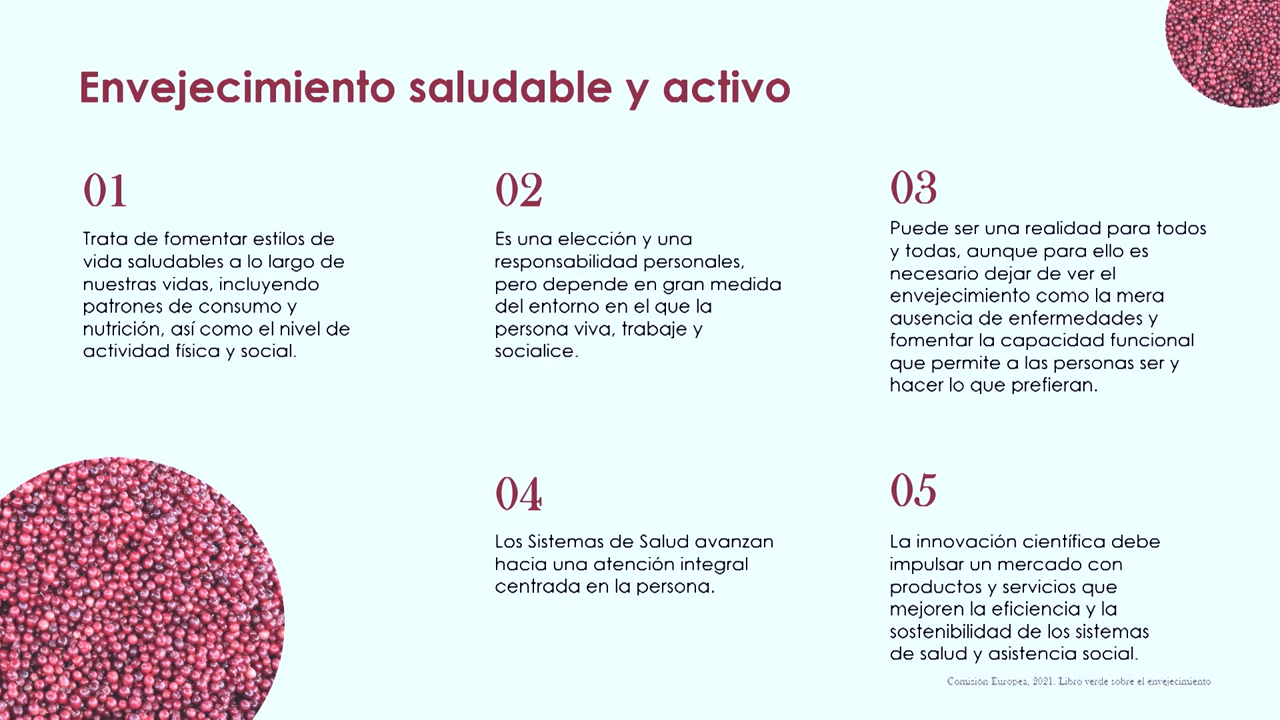 Envejecimiento saludable y activo
01
Trata de fomentar estilos de
vida saludables a lo largo de
nuestras vidas, incluyendo
patrones de consumo y
nutrición, así como el nivel de
actividad física y social.
02
Es una elección y una
responsabilidad personales,
pero depende en gran medida
del entorno en el que la
persona viva, trabaje y
socialice.
03
Puede ser una realidad para todos
y todas, aunque para ello es
necesario dejar de ver el
envejecimiento como la mera
ausencia de enfermedades y
fomentar la capacidad funcional
que permite a las personas ser y
hacer lo que prefieran.
04
Los Sistemas de Salud avanzan
hacia una atención integral
centrada en la persona.
05
La innovación científica debe
impulsar un mercado con
productos y servicios que
mejoren la eficiencia y la
sostenibilidad de los sistemas
de salud y asistencia social.
Comisión Europea, 2021. Libro verde sobre el envejecimiento